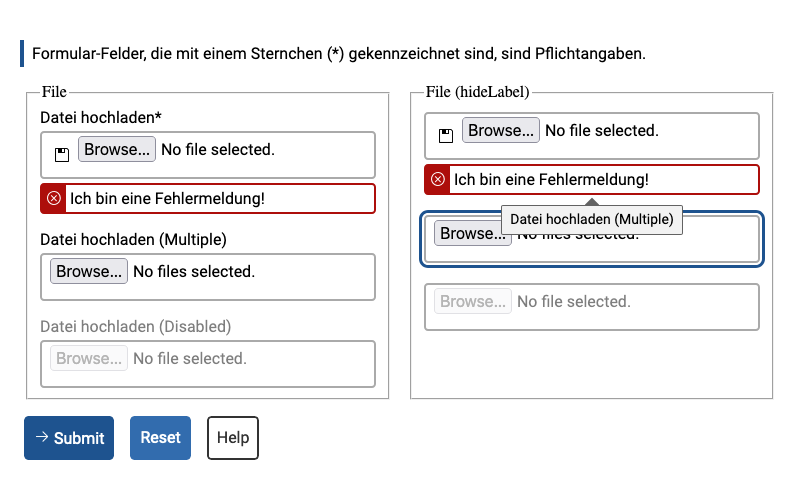 Formular-Felder, die mit einem Sternchen (*) gekennzeichnet sind, sind Pflichtangaben.
File
Datei hochladen*
Browse... No file selected.
Ich bin eine Fehlermeldung!
Datei hochladen (Multiple)
Browse... No files selected.
Datei hochladen (Disabled)
Browse... No file selected.
File (hideLabel)
Browse... No file selected.
Ich bin eine Fehlermeldung!
Datei hochladen (Multiple)
Browse... No files selected.
Browse... No file selected.
Submit Reset Help